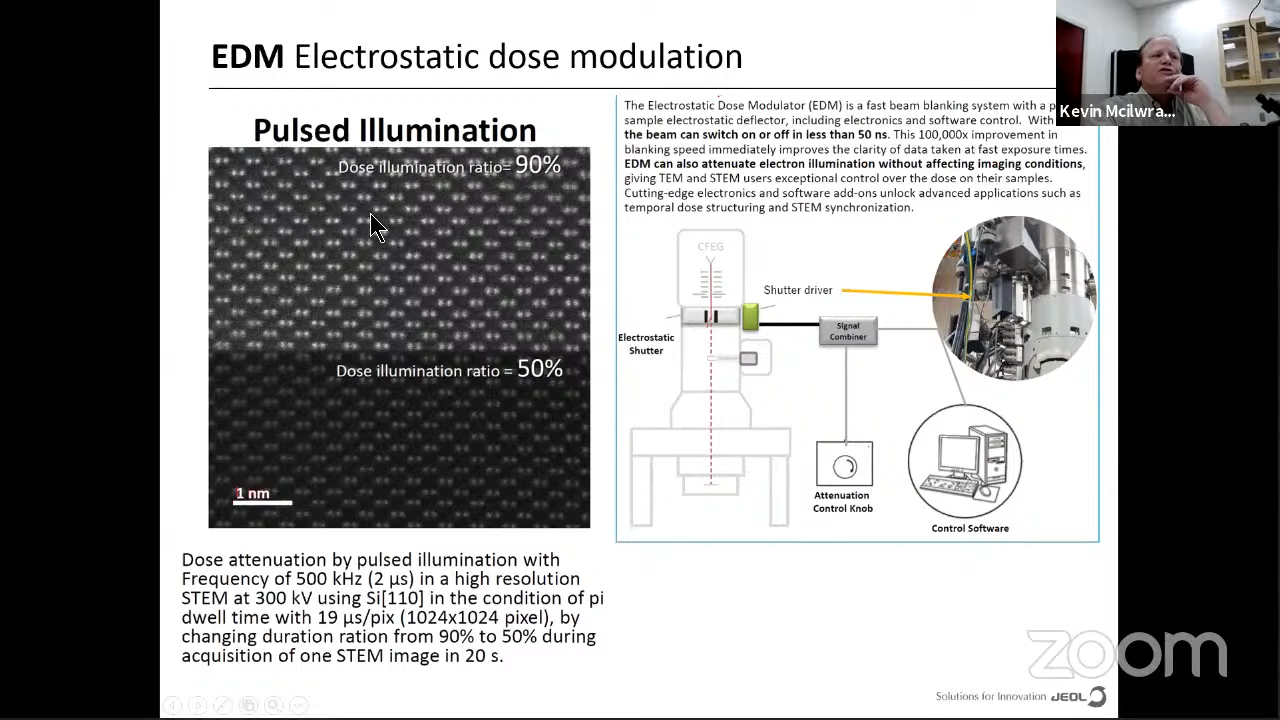 EDM Electrostatic dose modulation
Kevin Mcilwra...
Pulsed Illumination
Dose illumination ratio= 90%
Dose illumination ratio = 50%
1 nm
Dose attenuation by pulsed illumination with
Frequency of 500 kHz (2 µs) in a high resolution
STEM at 300 kV using Si[110] in the condition of pi
dwell time with 19 µs/pix (1024x1024 pixel), by
changing duration ration from 90% to 50% during
acquisition of one STEM image in 20 s.
The Electrostatic Dose Modulator (EDM) is a fast beam blanking system with a p
sample electrostatic deflector, including electronics and software control. With
the beam can switch on or off in less than 50 ns. This 100,000x improvement in
blanking speed immediately improves the clarity of data taken at fast exposure times.
EDM can also attenuate electron illumination without affecting imaging conditions,
giving TEM and STEM users exceptional control over the dose on their samples.
Cutting-edge electronics and software add-ons unlock advanced applications such as
temporal dose structuring and STEM synchronization.
CFEG
Shutter driver
Electrostatic
Shutter
Signal
Combiner
Attenuation
Control Knob
Control Software
zoom
Solutions for Innovation JEOL